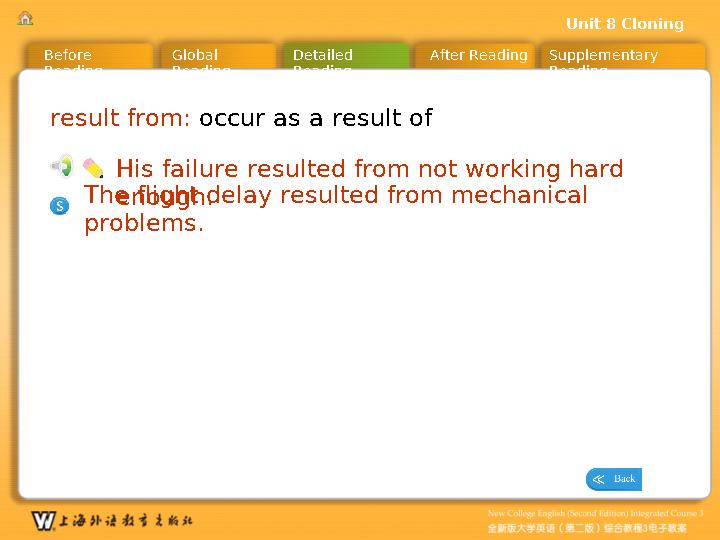 Unit 8 Cloning
Before Reading
Global Reading
Detailed Reading
After Reading
Supplementary Reading
result from: occur as a result of
His failure resulted from not working hard
enough.
The flight delay resulted from mechanical
problems.
S
Back
W 上海外语教育出版社
New College English (Second Edition) Integrated Course 3
全新版大学英语（第二版）综合教程3电子教案